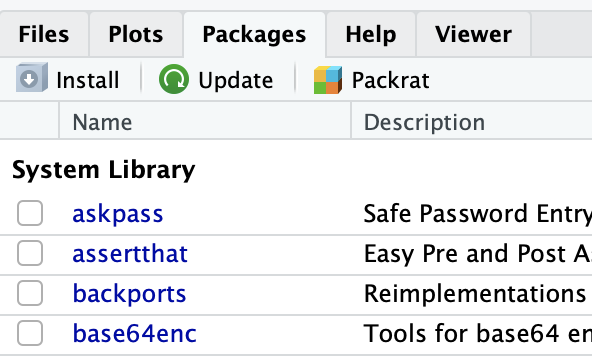 Files Plots Packages Help Viewer
Install Update Packrat
Name Description
System Library
askpass Safe Password Entry
assertthat Easy Pre and Post
backports Reimplementations
base64enc Tools for base64